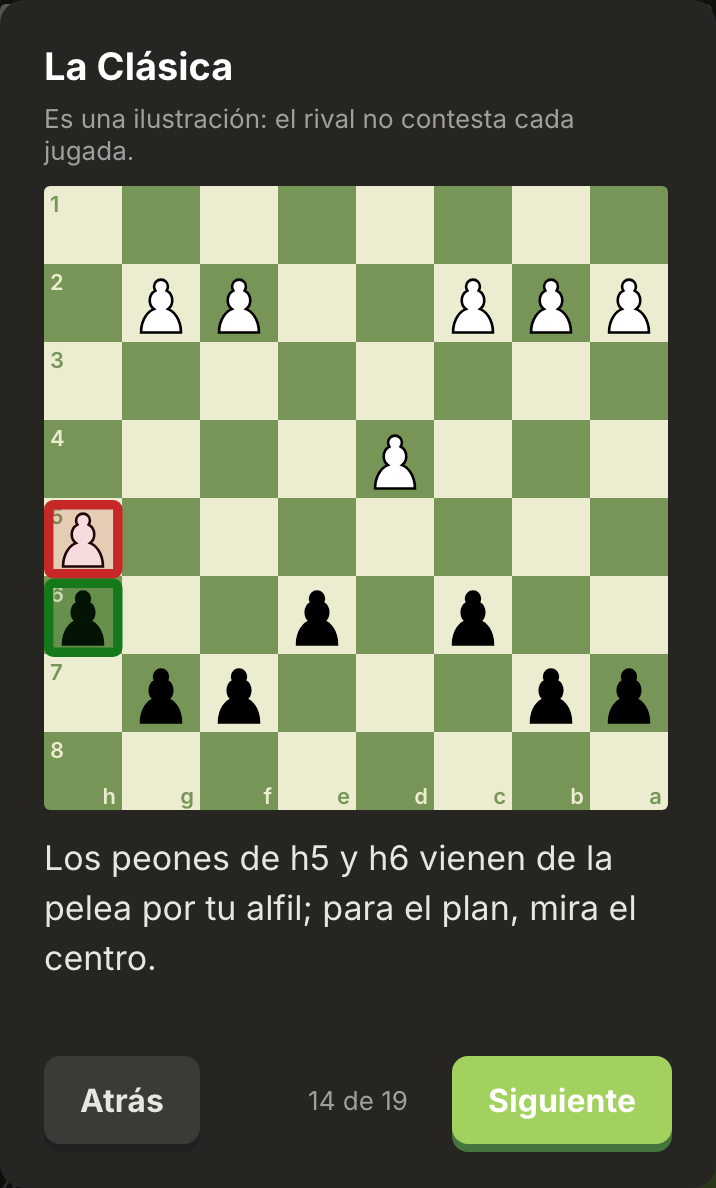 La Clásica
Es una ilustración: el rival no contesta cada
jugada.
1
2
3
4
5
6
7
8
h g f e d c b a
Los peones de h5 y h6 vienen de la
pelea por tu alfil; para el plan, mira el
centro.
Atrás 14 de 19 Siguiente